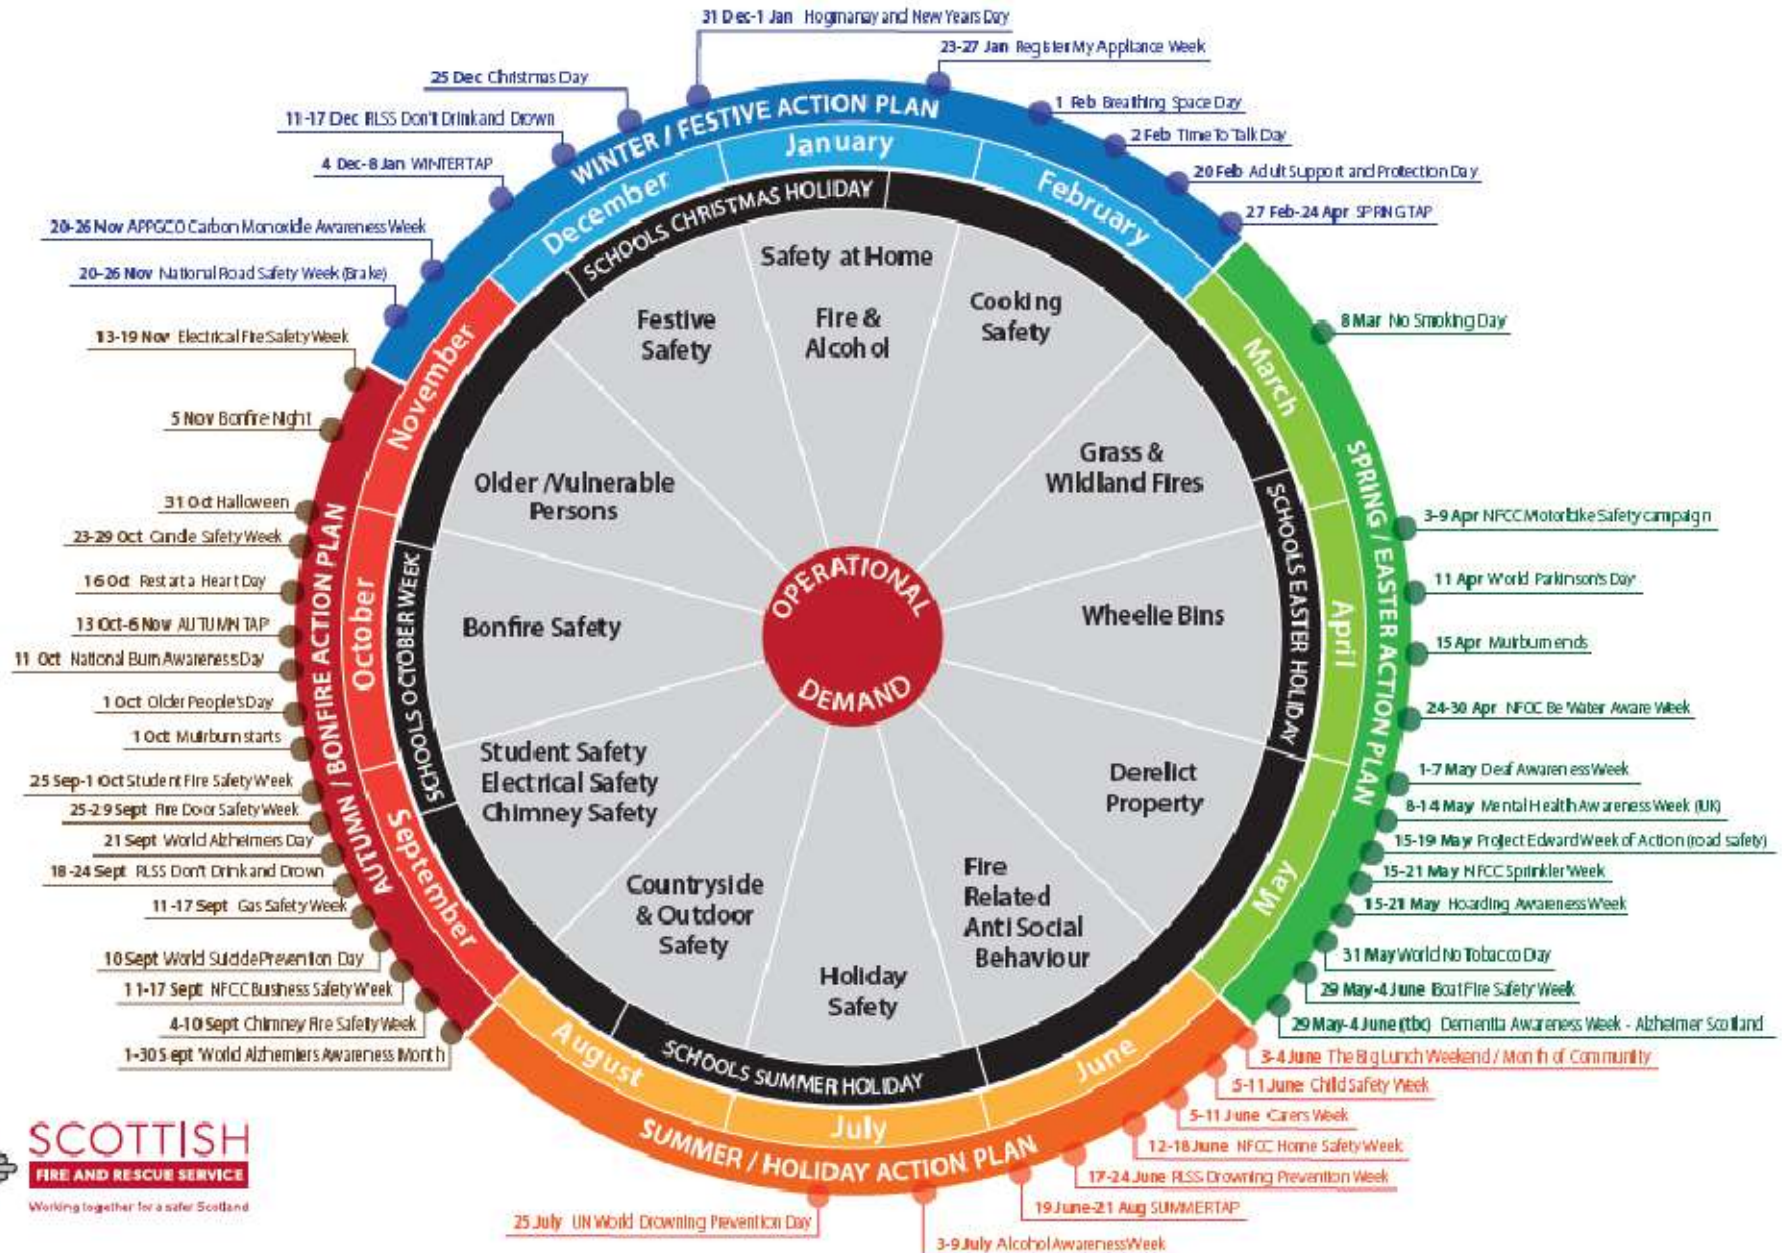 31 Dec-1 Jan Hogmanay and New Years Day
23-27 Jan Register My Appliance Week
1 Feb Breathing Space Day
2 Feb Time To Talk Day
20 Feb Adult Support and Protection Day
27 Feb-24 Apr SPRING TAP
25 Dec Christmas Day
11-17 Dec RLSS Don't Drink and Drown
4 Dec-8 Jan WINTER TAP
20-26 Nov APPGCO Carbon Monoxide Awareness Week
20-26 Nov National Road Safety Week (Brake)
13-19 Nov Electrical Fire Safety Week
5 Nov Bonfire Night
31 Oct Halloween
23-29 Oct Candle Safety Week
16 Oct Restart a Heart Day
13 Oct-6 Nov AUTUMN TAP
11 Oct National Burn Awareness Day
1 Oct Older People's Day
1 Oct Muirburn starts
25 Sep-1 Oct Student Fire Safety Week
25-29 Sept Fire Door Safety Week
21 Sept World Alzheimers Day
18-24 Sept RLSS Don't Drink and Drown
11-17 Sept Gas Safety Week
10 Sept World Suicide Prevention Day
11-17 Sept NFCC Business Safety Week
4-10 Sept Chimney Fire Safety Week
1-30 Sept World Alzhemiers Awareness Month
8 Mar No Smoking Day
3-9 Apr NFCC Motorbike Safety campaign
11 Apr World Parkinson's Day
15 Apr Muirburn ends
24-30 Apr NFCC Be Water Aware Week
1-7 May Deaf Awareness Week
8-14 May Mental Health Awareness Week (UK)
15-19 May Project Edward Week of Action (road safety)
15-21 May NFCC Sprinkler Week
15-21 May Hoarding Awareness Week
31 May World No Tobacco Day
29 May-4 June Boat Fire Safety Week
29 May-4 June (tbc) Dementia Awareness Week - Alzheimer Scotland
3-4 June The Big Lunch Weekend / Month of Community
5-11 June Child Safety Week
5-11 June Carers Week
12-18 June NFCC Home Safety Week
17-24 June RLSS Drowning Prevention Week
19 June-21 Aug SUMMER TAP
3-9 July Alcohol Awareness Week
25 July UN World Drowning Prevention Day
WINTER / FESTIVE ACTION PLAN
SPRING / EASTER ACTION PLAN
SUMMER / HOLIDAY ACTION PLAN
AUTUMN / BONFIRE ACTION PLAN
January
February
March
April
May
June
July
August
September
October
November
December
SCHOOLS CHRISTMAS HOLIDAY
SCHOOLS EASTER HOLIDAY
SCHOOLS SUMMER HOLIDAY
SCHOOLS OCTOBER WEEK
Safety at Home
Fire &
Alcohol
Cooking
Safety
Grass &
Wildland Fires
Wheelie Bins
Derelict
Property
Fire
Related
Anti Social
Behaviour
Holiday
Safety
Countryside
& Outdoor
Safety
Student Safety
Electrical Safety
Chimney Safety
Bonfire Safety
Older / Vulnerable
Persons
Festive
Safety
OPERATIONAL
DEMAND
SCOTTISH
FIRE AND RESCUE SERVICE
Working together for a safer Scotland